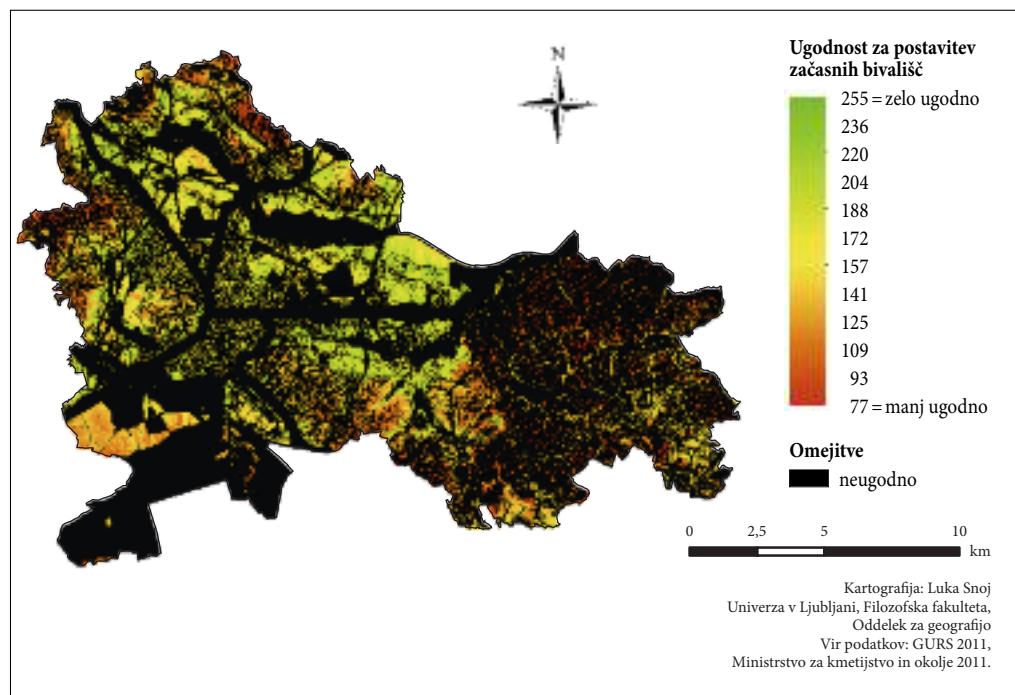 N
Ugodnost za postavitev
začasnih bivališč
255 = zelo ugodno
236
220
204
188
172
157
141
125
109
93
77 = manj ugodno
Omejitve
neugodno
0 2,5 5 10
km
Kartografija: Luka Snoj
Univerza v Ljubljani, Filozofska fakulteta,
Oddelek za geografijo
Vir podatkov: GURS 2011,
Ministrstvo za kmetijstvo in okolje 2011.